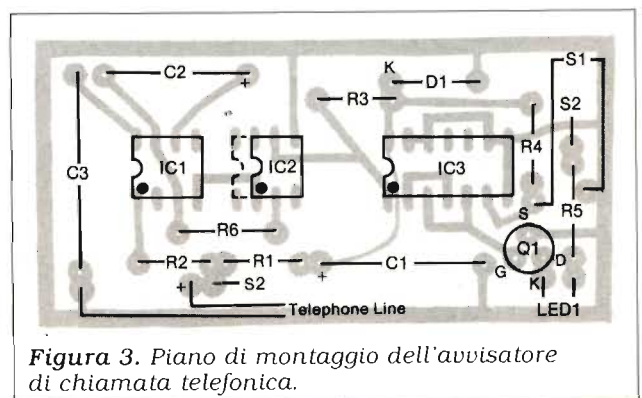 S1
K
C2
D1
+
R3
S2
R4
C3
IC1
IC2
IC3
S
R5
R6
Q1
R2
R1
C1
G
D
+
+
S2
K
Telephone Line
LED1
Figura 3. Piano di montaggio dell'avvisatore
di chiamata telefonica.